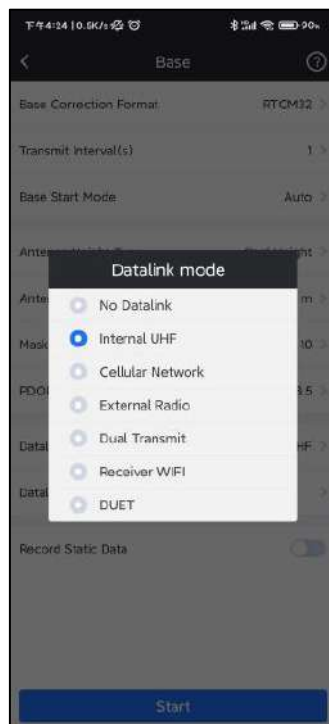 下午4:24 | 0.5K/s
90%
Base
Base Correction Format RTCM32
Transmit Interval(s) 1
Base Start Mode Auto
Datalink mode
No Datalink
Internal UHF
Cellular Network
External Radio
Dual Transmit
Receiver WIFI
DUET
Record Static Data
Start